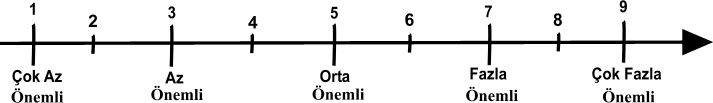 1 2 3 4 5 6 7 8 9
Çok Az Az Orta Fazla Çok Fazla
Önemli Önemli Önemli Önemli Önemli